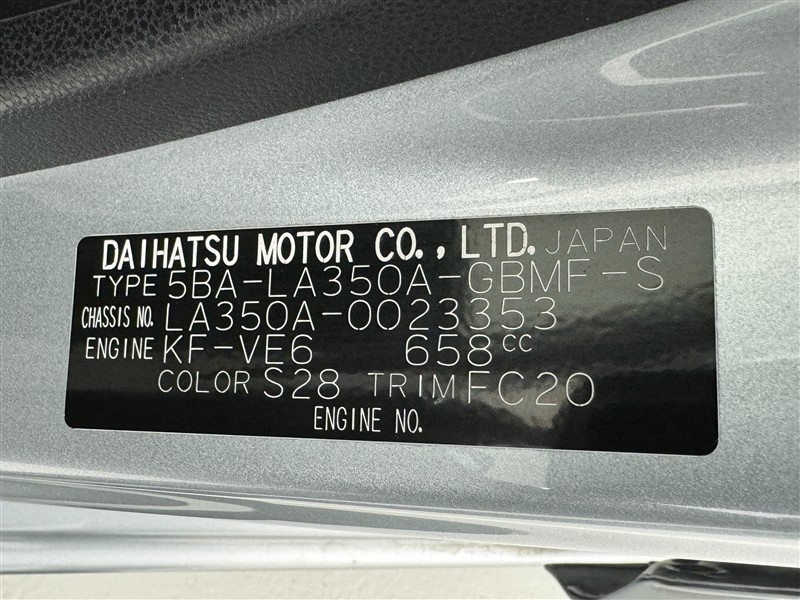 DAIHATSU MOTOR CO., LTD. JAPAN
TYPE 5BA-LA350A-GBMF-S
CHASSIS NO. LA350A-0023353
ENGINE KF-VE6 658cc
COLOR S28 TRIM FC20
ENGINE NO.